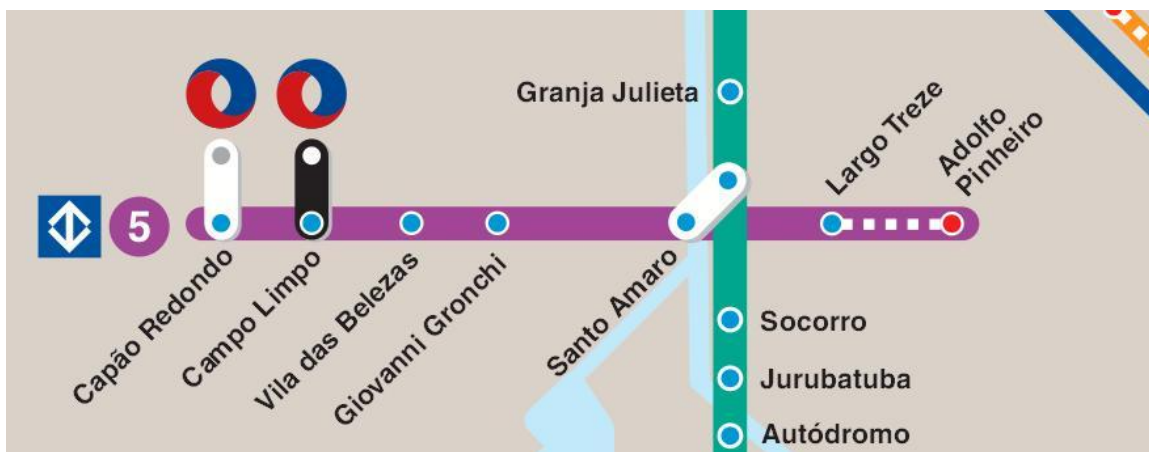 Granja Julieta
Largo Treze
Adolfo
Pinheiro
5
Capão Redondo
Campo Limpo
Vila das Belezas
Giovanni Gronchi
Santo Amaro
Socorro
Jurubatuba
Autódromo